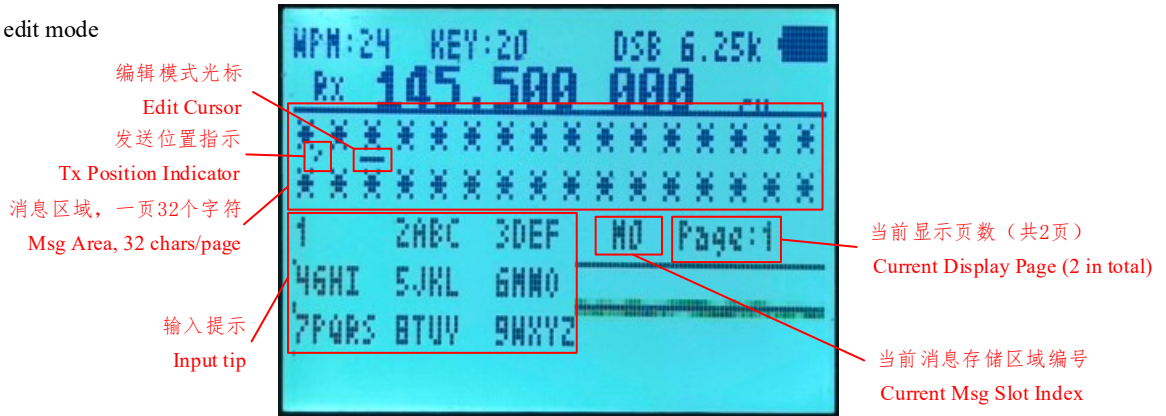 edit mode
WPM:24 KEY:20 DSB 6.25k
RX 145.500 000
* * * * * * * * * * * * * * * *
* * * * * * * * * * * * * * * *
1 2ABC 3DEF M0 Page:1
4GHI 5JKL 6MNO
7PQRS 8TUV 9WXYZ
编辑模式光标
Edit Cursor
发送位置指示
Tx Position Indicator
消息区域，一页32个字符
Msg Area, 32 chars/page
输入提示
Input tip
当前显示页数（共2页）
Current Display Page (2 in total)
当前消息存储区域编号
Current Msg Slot Index